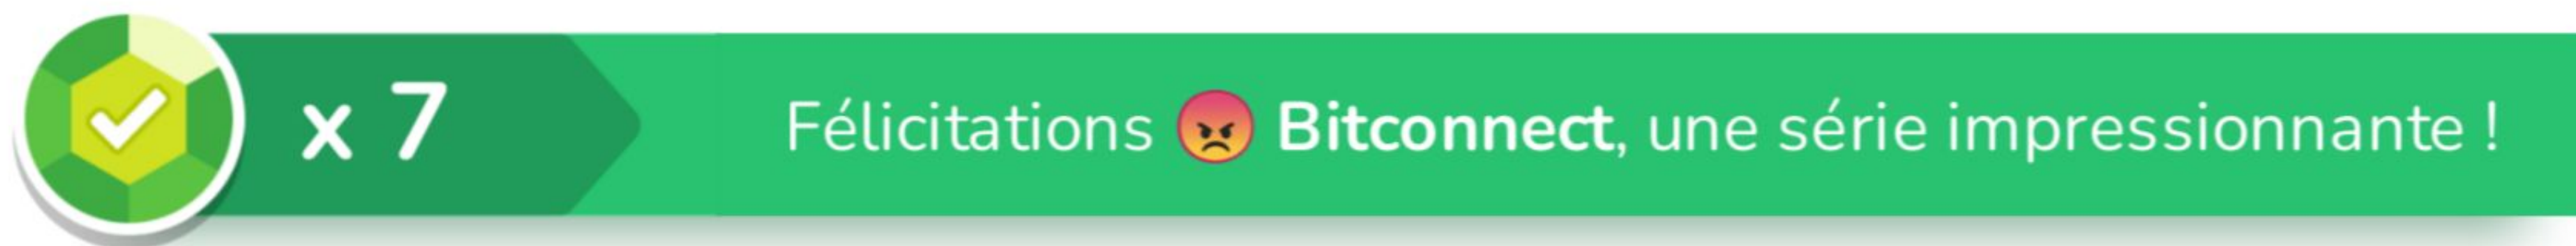 x 7
Félicitations 😡 Bitconnect, une série impressionnante !